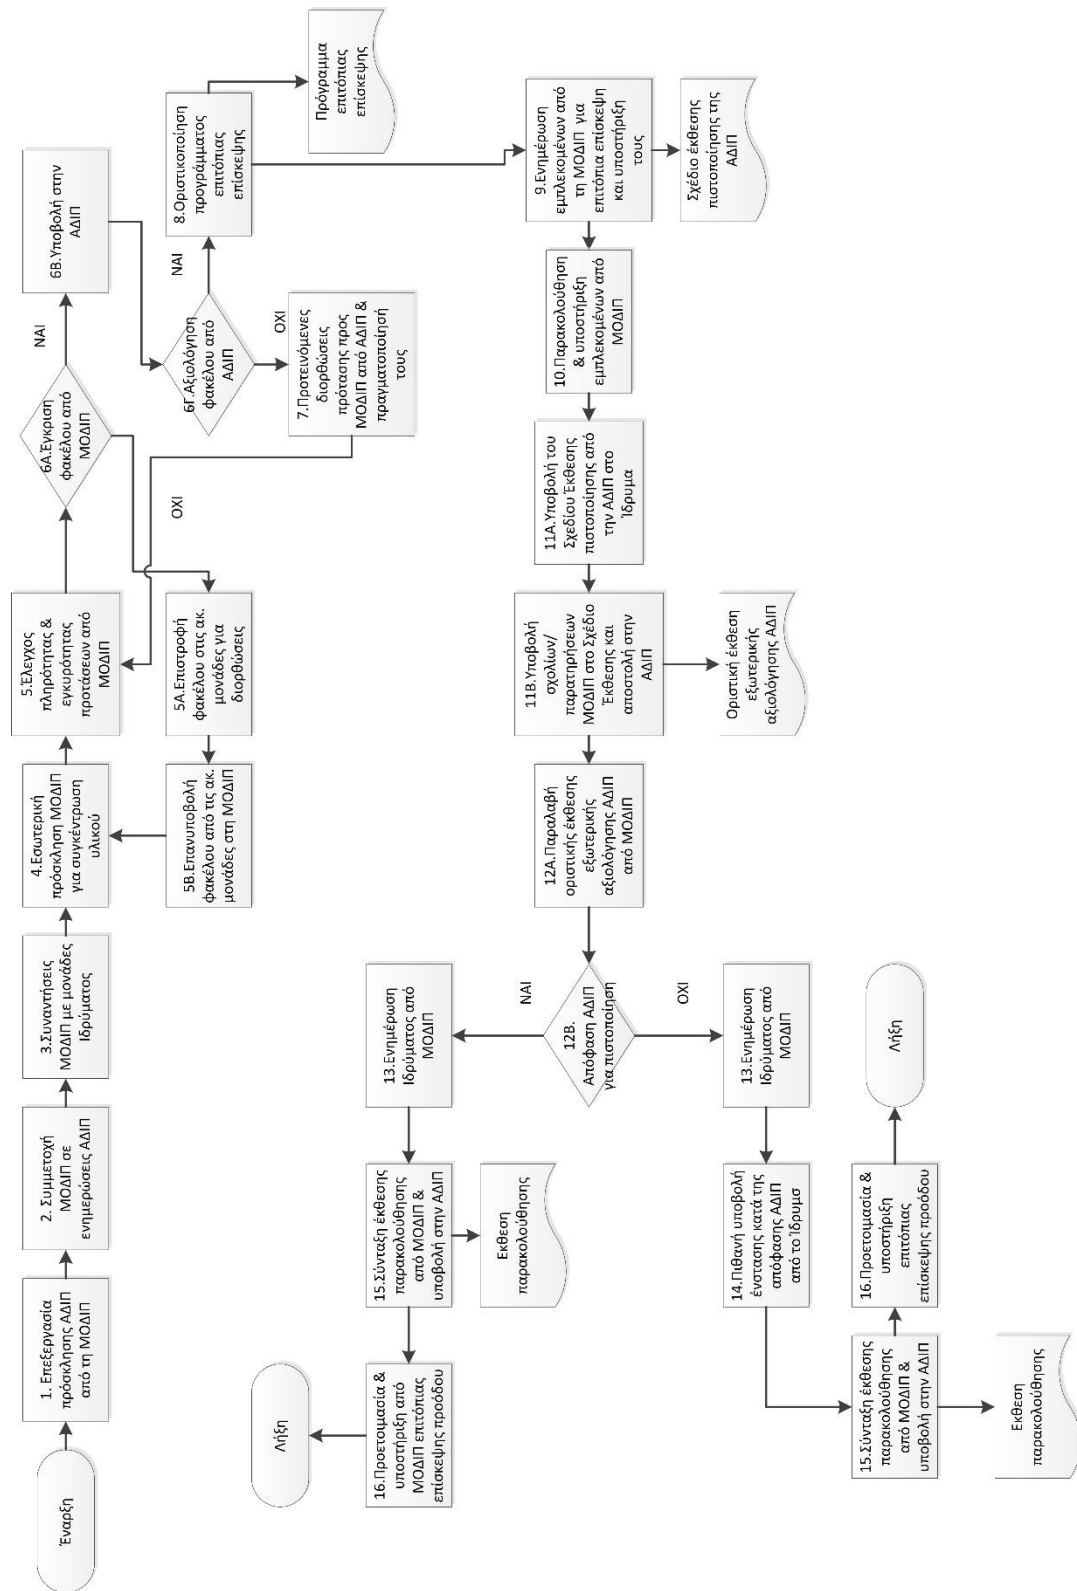 Έναρξη
1. Επεξεργασία
πρόσκλησης ΑΔΙΠ
από τη ΜΟΔΙΠ
2. Συμμετοχή
ΜΟΔΙΠ σε
ενημερώσεις ΑΔΙΠ
3.Συναντήσεις
ΜΟΔΙΠ με μονάδες
Ιδρύματος
4.Εσωτερική
πρόσκληση ΜΟΔΙΠ
για συγκέντρωση
υλικού
5.Έλεγχος
πληρότητας &
εγκυρότητας
προτάσεων από
ΜΟΔΙΠ
6Α.Έγκριση
φακέλου από
ΜΟΔΙΠ
ΝΑΙ
6Β.Υποβολή στην
ΑΔΙΠ
ΟΧΙ
5Α.Επιστροφή
φακέλου στις ακ.
μονάδες για
διορθώσεις
5Β.Επανυποβολή
φακέλου από τις ακ.
μονάδες στη ΜΟΔΙΠ
6Γ.Αξιολόγηση
φακέλου από
ΑΔΙΠ
ΝΑΙ
ΟΧΙ
7.Προτεινόμενες
διορθώσεις
πρότασης προς
ΜΟΔΙΠ από ΑΔΙΠ &
πραγματοποίησή
τους
8.Οριστικοποίηση
προγράμματος
επιτόπιας
επίσκεψης
Πρόγραμμα
επιτόπιας
επίσκεψης
9.Ενημέρωση
εμπλεκομένων από
τη ΜΟΔΙΠ για
επιτόπια επίσκεψη
και υποστήριξη
τους
Σχέδιο έκθεσης
πιστοποίησης της
ΑΔΙΠ
10.Παρακολούθηση
& υποστήριξη
εμπλεκομένων από
ΜΟΔΙΠ
11Α.Υποβολή του
Σχεδίου Έκθεσης
πιστοποίησης από
την ΑΔΙΠ στο
Ίδρυμα
11Β.Υποβολή
σχολίων/
παρατηρήσεων
ΜΟΔΙΠ στο Σχέδιο
Έκθεσης και
αποστολή στην
ΑΔΙΠ
Οριστική έκθεση
εξωτερικής
αξιολόγησης ΑΔΙΠ
12Α.Παραλαβή
οριστικής έκθεσης
εξωτερικής
αξιολόγησης ΑΔΙΠ
από ΜΟΔΙΠ
12Β.
Απόφαση ΑΔΙΠ
για πιστοποίηση
ΝΑΙ
13.Ενημέρωση
Ιδρύματος από
ΜΟΔΙΠ
15.Σύνταξη έκθεσης
παρακολούθησης
από ΜΟΔΙΠ &
υποβολή στην ΑΔΙΠ
Εκθεση
παρακολούθησης
16.Προετοιμασία &
υποστήριξη από
ΜΟΔΙΠ επιτόπιας
επίσκεψης προόδου
Λήξη
ΟΧΙ
13.Ενημέρωση
Ιδρύματος από
ΜΟΔΙΠ
14.Πιθανή υποβολή
ένστασης κατά της
απόφασης ΑΔΙΠ
από το Ίδρυμσ
15.Σύνταξη έκθεσης
παρακολούθησης
από ΜΟΔΙΠ &
υποβολή στην ΑΔΙΠ
Εκθεση
παρακολούθησης
16.Προετοιμασία &
υποστήριξη
επιτόπιας
επίσκεψης προόδου
Λήξη